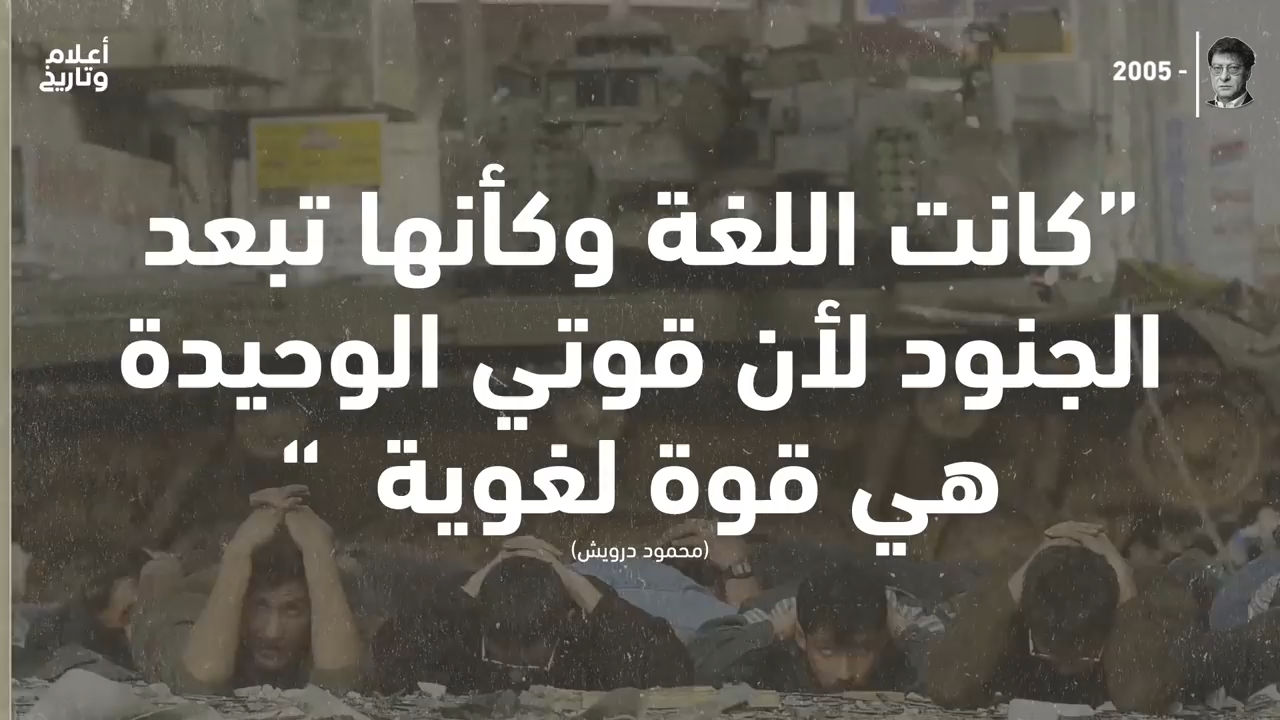 أعلام
وتاريخ
2005 -
”كانت اللغة وكأنها تبعد
الجنود لأن قوتي الوحيدة
هي قوة لغوية “
(محمود درويش)